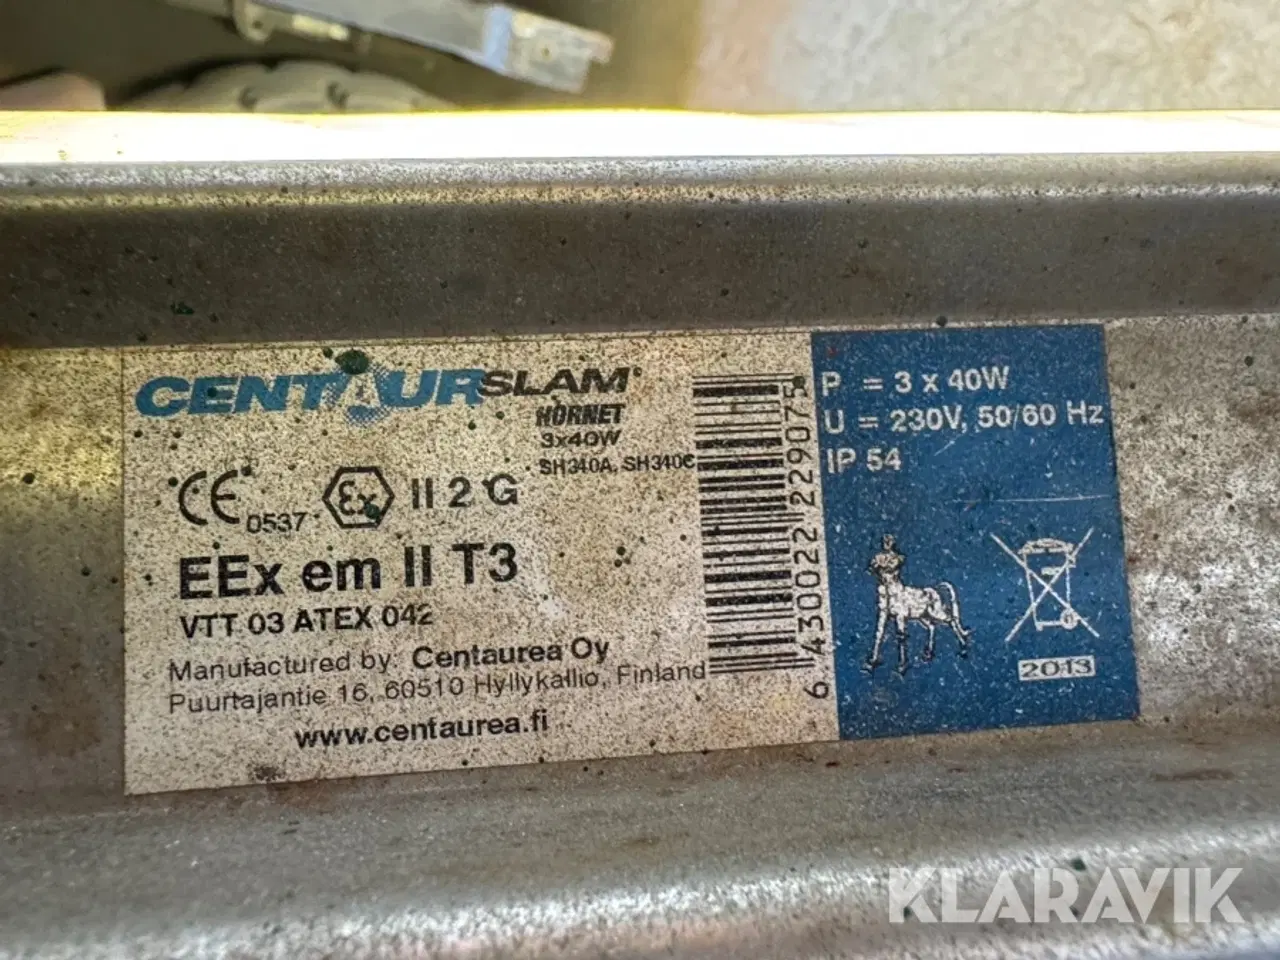 CENTAURSLAM
HORNET
3x40W
SH340A, SH340C
CE 0537 Ex II 2 G
EEx em II T3
VTT 03 ATEX 042
Manufactured by: Centaurea Oy
Puurtajantie 16, 60510 Hyllykallio, Finland
www.centaurea.fi
6 430022 229075
P = 3 x 40W
U = 230V, 50/60 Hz
IP 54
2013
KLARAVIK